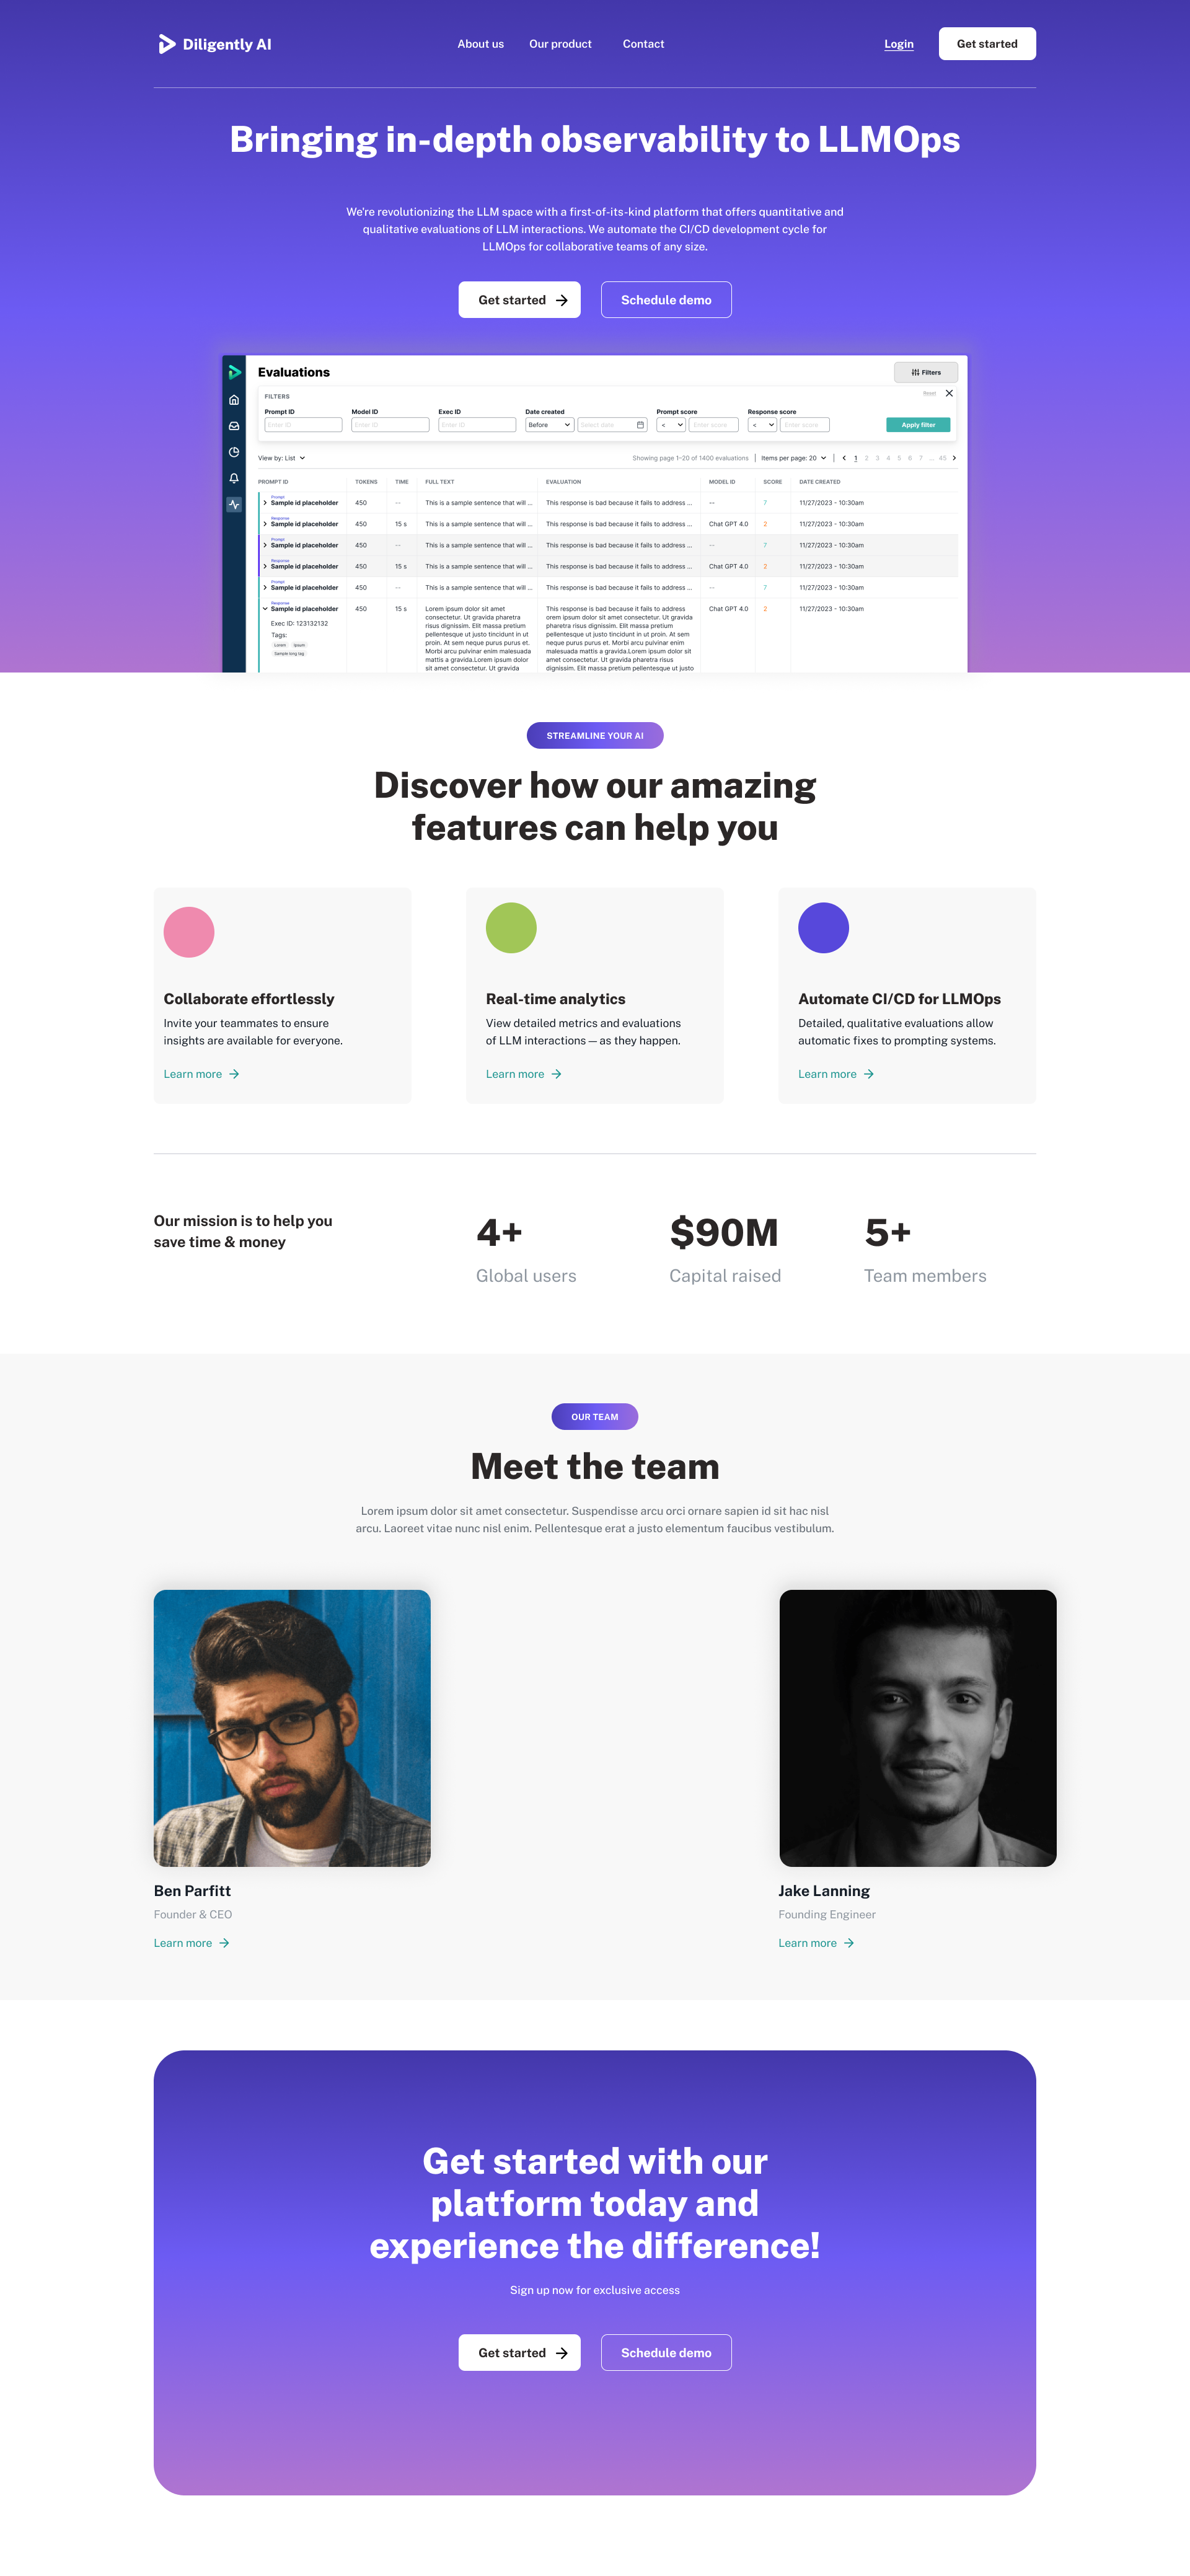 Diligently AI
About us
Our product
Contact
Login
Get started
Bringing in-depth observability to LLMOps
We're revolutionizing the LLM space with a first-of-its-kind platform that offers quantitative and
qualitative evaluations of LLM interactions. We automate the CI/CD development cycle for
LLMOps for collaborative teams of any size.
Get started
Schedule demo
Evaluations
Filters
FILTERS
Reset
Prompt ID
Model ID
Exec ID
Date created
Prompt score
Response score
Enter ID
Enter ID
Enter ID
Before
Select date
<
Enter score
<
Enter score
Apply filter
View by: List
Showing page 1-20 of 1400 evaluations
Items per page: 20
1 2 3 4 5 6 7 ... 45
PROMPT ID TOKENS TIME FULL TEXT EVALUATION MODEL ID SCORE DATE CREATED
Prompt
Sample id placeholder 450 -- This is a sample sentence that will ... This response is bad because it fails to address ... -- 7 11/27/2023 - 10:30am
Response
Sample id placeholder 450 15 s This is a sample sentence that will ... This response is bad because it fails to address ... Chat GPT 4.0 2 11/27/2023 - 10:30am
Prompt
Sample id placeholder 450 -- This is a sample sentence that will ... This response is bad because it fails to address ... -- 7 11/27/2023 - 10:30am
Response
Sample id placeholder 450 15 s This is a sample sentence that will ... This response is bad because it fails to address ... Chat GPT 4.0 2 11/27/2023 - 10:30am
Prompt
Sample id placeholder 450 -- This is a sample sentence that will ... This response is bad because it fails to address ... -- 7 11/27/2023 - 10:30am
Response
Sample id placeholder 450 15 s Lorem ipsum dolor sit amet This response is bad because it fails to address Chat GPT 4.0 2 11/27/2023 - 10:30am
consectetur. Ut gravida pharetra orem ipsum dolor sit amet consectetur. Ut gravida
Exec ID: 123132132
risus dignissim. Elit massa pretium pharetra risus dignissim. Elit massa pretium
Tags:
pellentesque ut justo tincidunt in ut pellentesque ut justo tincidunt in ut proin. At sem
Lorem Ipsum
proin. At sem neque purus purus et. neque purus purus et. Morbi arcu pulvinar enim
Sample long tag
Morbi arcu pulvinar enim malesuada malesuada mattis a gravida.Lorem ipsum dolor sit
mattis a gravida.Lorem ipsum dolor amet consectetur. Ut gravida pharetra risus
sit amet consectetur. Ut gravida dignissim. Elit massa pretium pellentesque ut justo
STREAMLINE YOUR AI
Discover how our amazing
features can help you
Collaborate effortlessly
Invite your teammates to ensure
insights are available for everyone.
Learn more
Real-time analytics
View detailed metrics and evaluations
of LLM interactions — as they happen.
Learn more
Automate CI/CD for LLMOps
Detailed, qualitative evaluations allow
automatic fixes to prompting systems.
Learn more
Our mission is to help you
save time & money
4+
Global users
$90M
Capital raised
5+
Team members
OUR TEAM
Meet the team
Lorem ipsum dolor sit amet consectetur. Suspendisse arcu orci ornare sapien id sit hac nisl
arcu. Laoreet vitae nunc nisl enim. Pellentesque erat a justo elementum faucibus vestibulum.
Ben Parfitt
Founder & CEO
Learn more
Jake Lanning
Founding Engineer
Learn more
Get started with our
platform today and
experience the difference!
Sign up now for exclusive access
Get started
Schedule demo